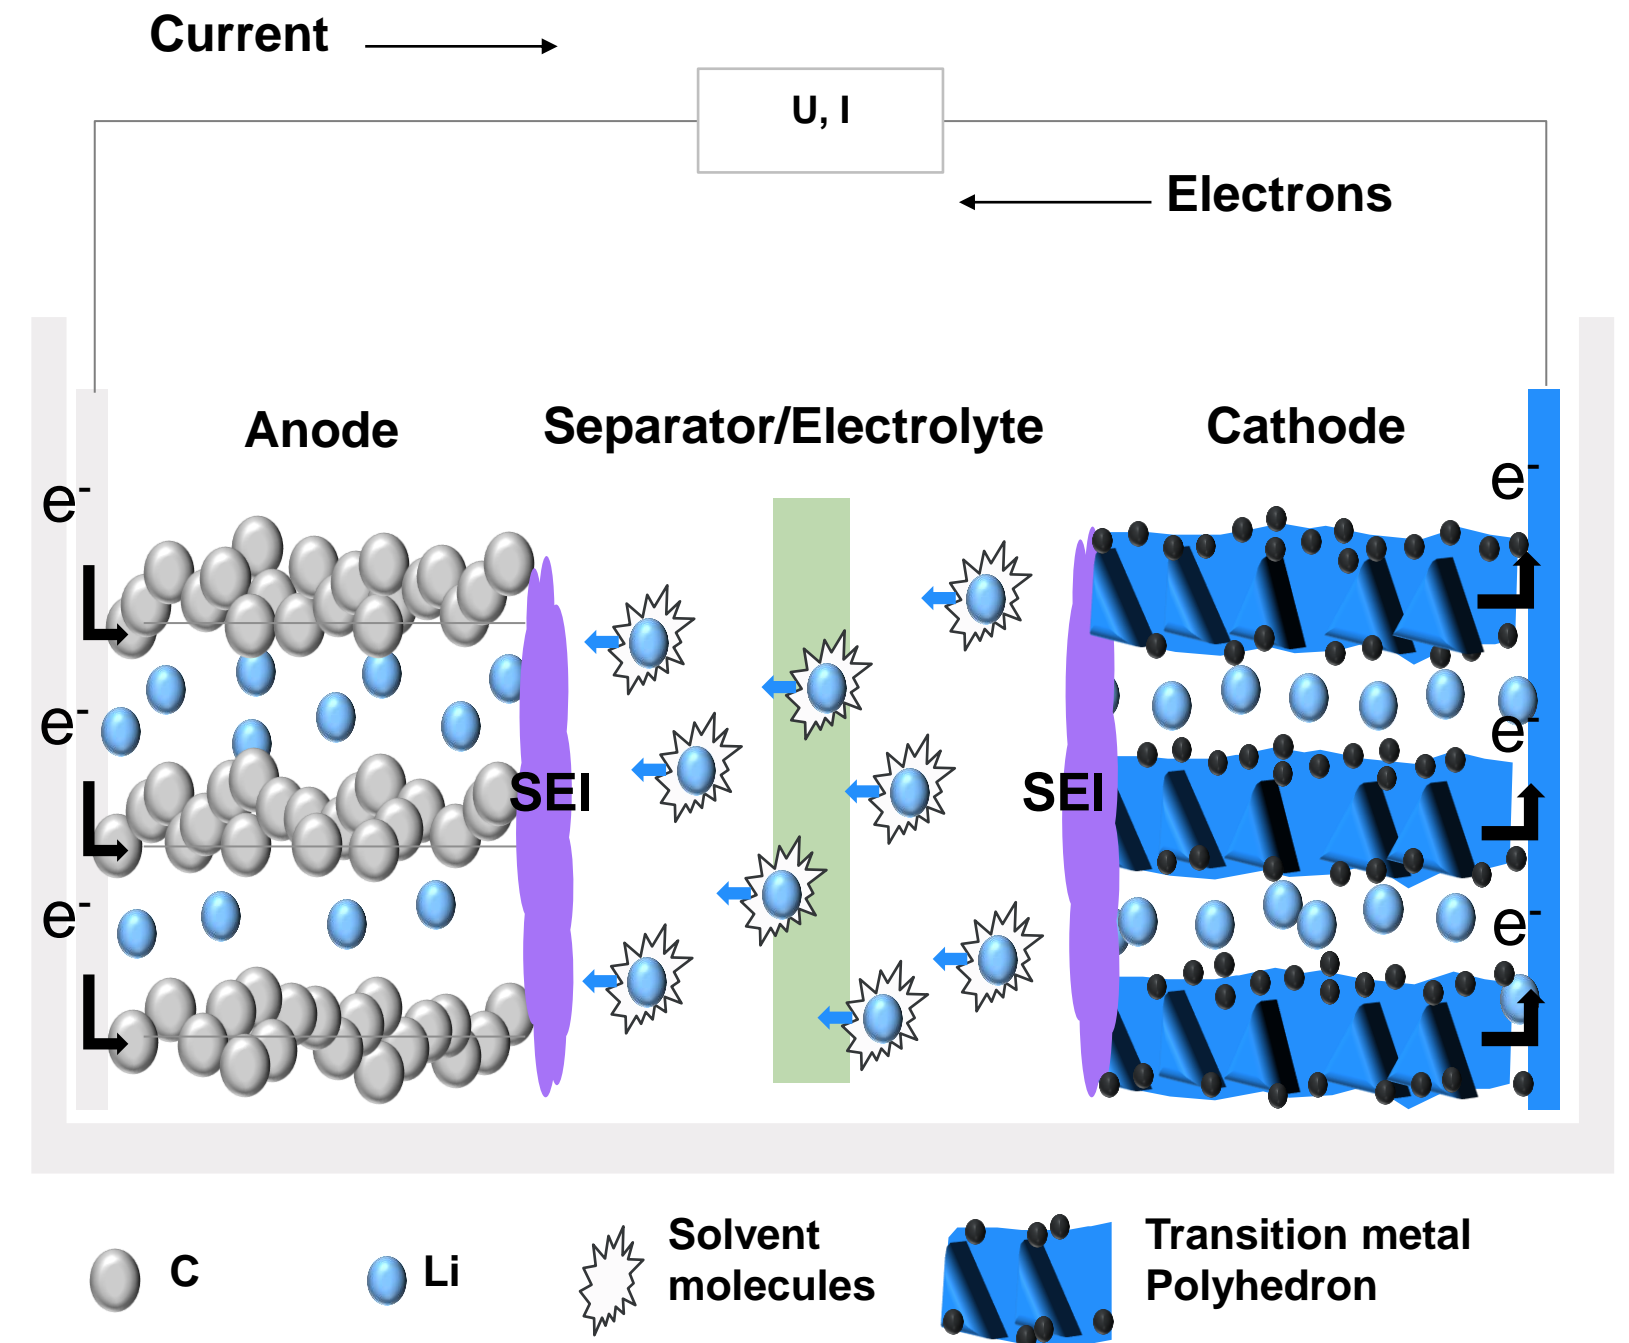 Current
U, I
Electrons
Anode
Separator/Electrolyte
Cathode
e-
e-
e-
e-
e-
e-
SEI
SEI
C
Li
Solvent
molecules
Transition metal
Polyhedron